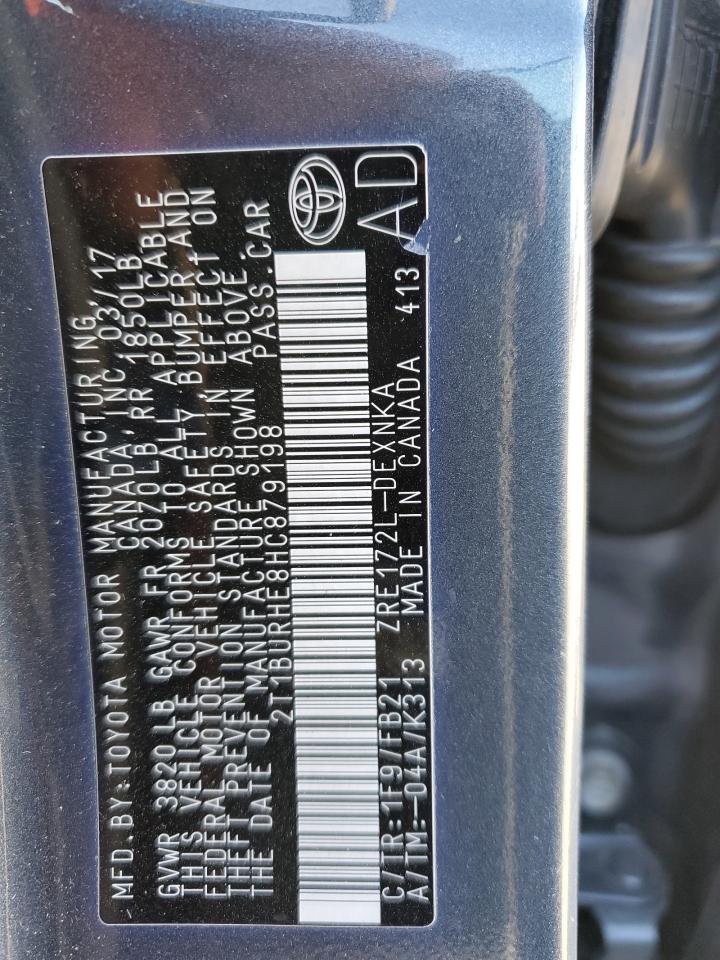 MFD.BY:TOYOTA MOTOR MANUFACTURING
CANADA, INC 03/17
GVWR 3820LB GAWR FR 2070LB RR 1850LB
THIS VEHICLE CONFORMS TO ALL APPLICABLE
FEDERAL MOTOR VEHICLE SAFETY,BUMPER,AND
THEFT PREVENTION STANDARDS IN EFFECT ON
THE DATE OF MANUFACTURE SHOWN ABOVE.
2T1BURHE8HC879198 PASS.CAR
C/TR:1F9/FB21 ZRE172L-DEXNKA
A/TM:-04A/K313 MADE IN CANADA 413
AD